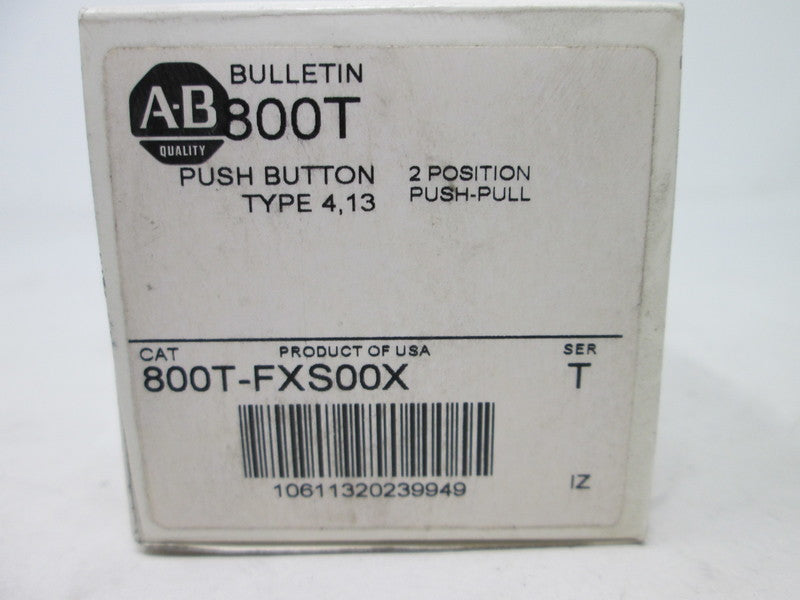 A-B
QUALITY
BULLETIN
800T
PUSH BUTTON
TYPE 4,13
2 POSITION
PUSH-PULL
CAT
PRODUCT OF USA
SER
800T-FXS00X
T
10611320239949
IZ